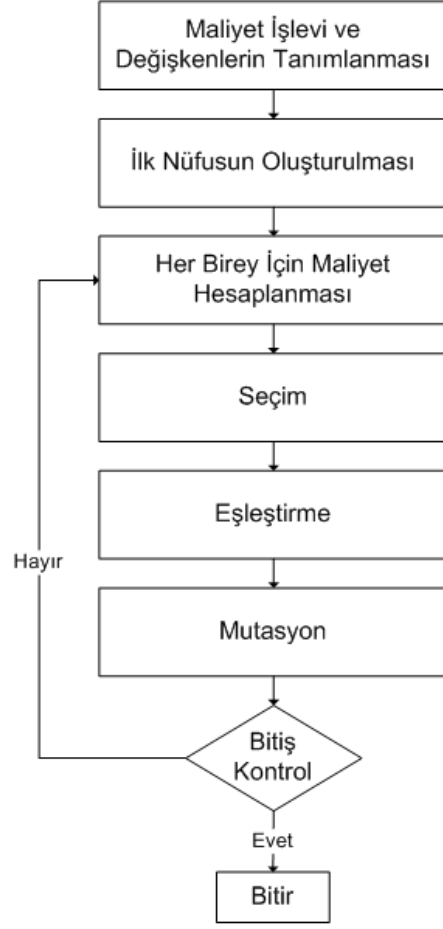 Maliyet İşlevi ve
Değişkenlerin Tanımlanması
İlk Nüfusun Oluşturulması
Her Birey İçin Maliyet
Hesaplanması
Seçim
Eşleştirme
Mutasyon
Bitiş
Kontrol
Hayır
Evet
Bitir